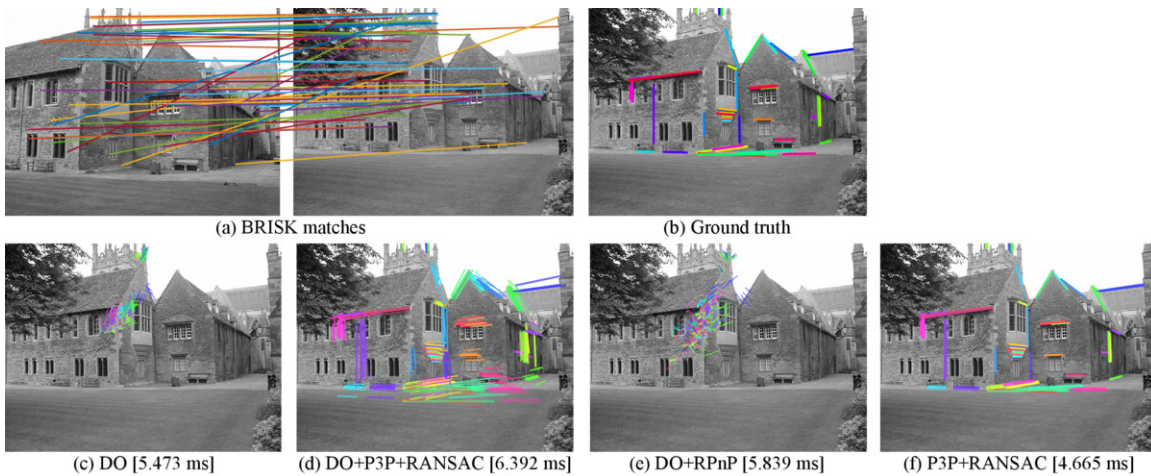 (a) BRISK matches
(b) Ground truth
(c) DO [5.473 ms]
(d) DO+P3P+RANSAC [6.392 ms]
(e) DO+RPnP [5.839 ms]
(f) P3P+RANSAC [4.665 ms]